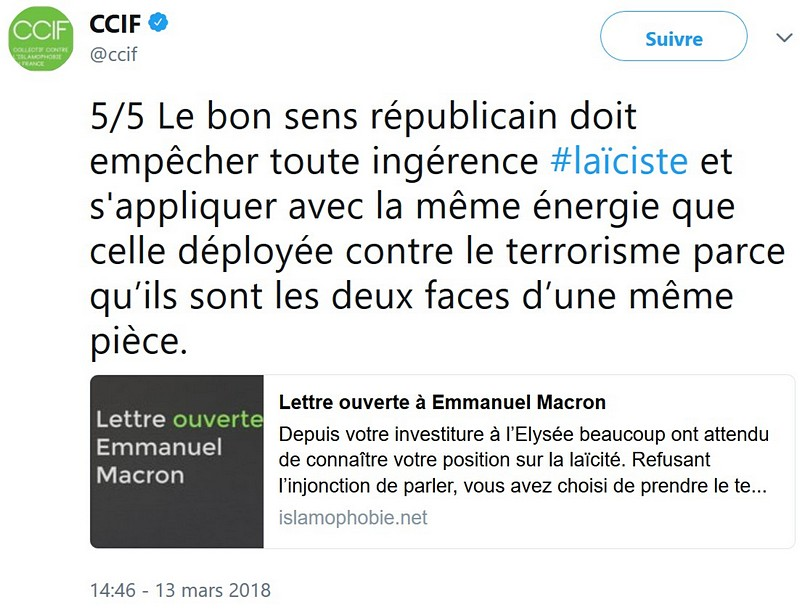 CCIF
COLLECTIF CONTRE
L'ISLAMOPHOBIE
EN FRANCE
CCIF
@ccif
Suivre
5/5 Le bon sens républicain doit
empêcher toute ingérence #laïciste et
s'appliquer avec la même énergie que
celle déployée contre le terrorisme parce
qu’ils sont les deux faces d’une même
pièce.
Lettre ouverte
Emmanuel
Macron
Lettre ouverte à Emmanuel Macron
Depuis votre investiture à l’Elysée beaucoup ont attendu
de connaître votre position sur la laïcité. Refusant
l’injonction de parler, vous avez choisi de prendre le te...
islamophobie.net
14:46 - 13 mars 2018